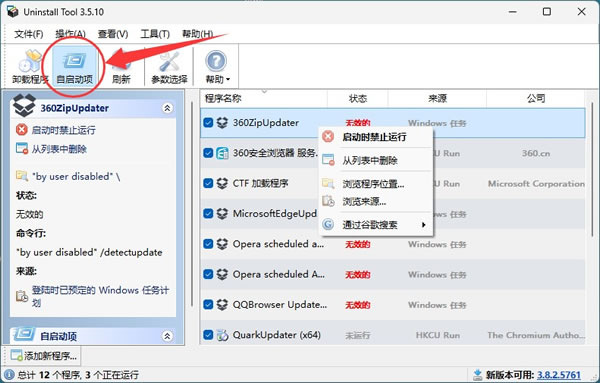 Uninstall Tool 3.5.10
文件(F) 操作(A) 查看(V) 工具(T) 帮助(H)
卸载程序 自启动项 刷新 参数选择 帮助
360ZipUpdater
启动时禁止运行
从列表中删除
"by user disabled" \
状态:
无效的
命令行:
"by user disabled" /detectupdate
来源:
登陆时已预定的 Windows 任务计
划
自启动项
添加新程序...
程序名称 状态 来源 公司
360ZipUpdater 无效的 Windows 任务
360安全浏览器 服务... HKCU Run 360.cn
CTF 加载程序 Run Microsoft Corporation
MicrosoftEdgeUpd Windows 任务
Opera scheduled a... 无效的 Windows 任务
Opera scheduled A... 无效的 Windows 任务
QQBrowser Update... 无效的 Windows 任务
QuarkUpdater (x64) 未运行 HKCU Run The Chromium Autho...
启动时禁止运行
从列表中删除
浏览程序位置...
浏览来源...
通过谷歌搜索
总计 12 个程序, 3 个正在运行
新版本可用: 3.8.2.5761